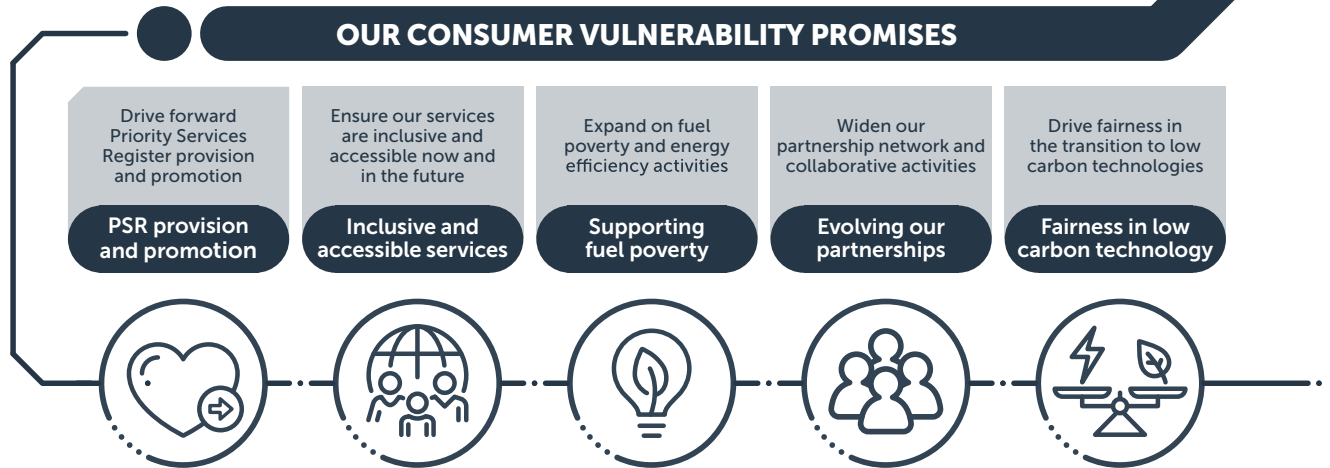 OUR CONSUMER VULNERABILITY PROMISES
Drive forward
Priority Services
Register provision
and promotion
PSR provision
and promotion
Ensure our services
are inclusive and
accessible now and
in the future
Inclusive and
accessible services
Expand on fuel
poverty and energy
efficiency activities
Supporting
fuel poverty
Widen our
partnership network and
collaborative activities
Evolving our
partnerships
Drive fairness in
the transition to low
carbon technologies
Fairness in low
carbon technology